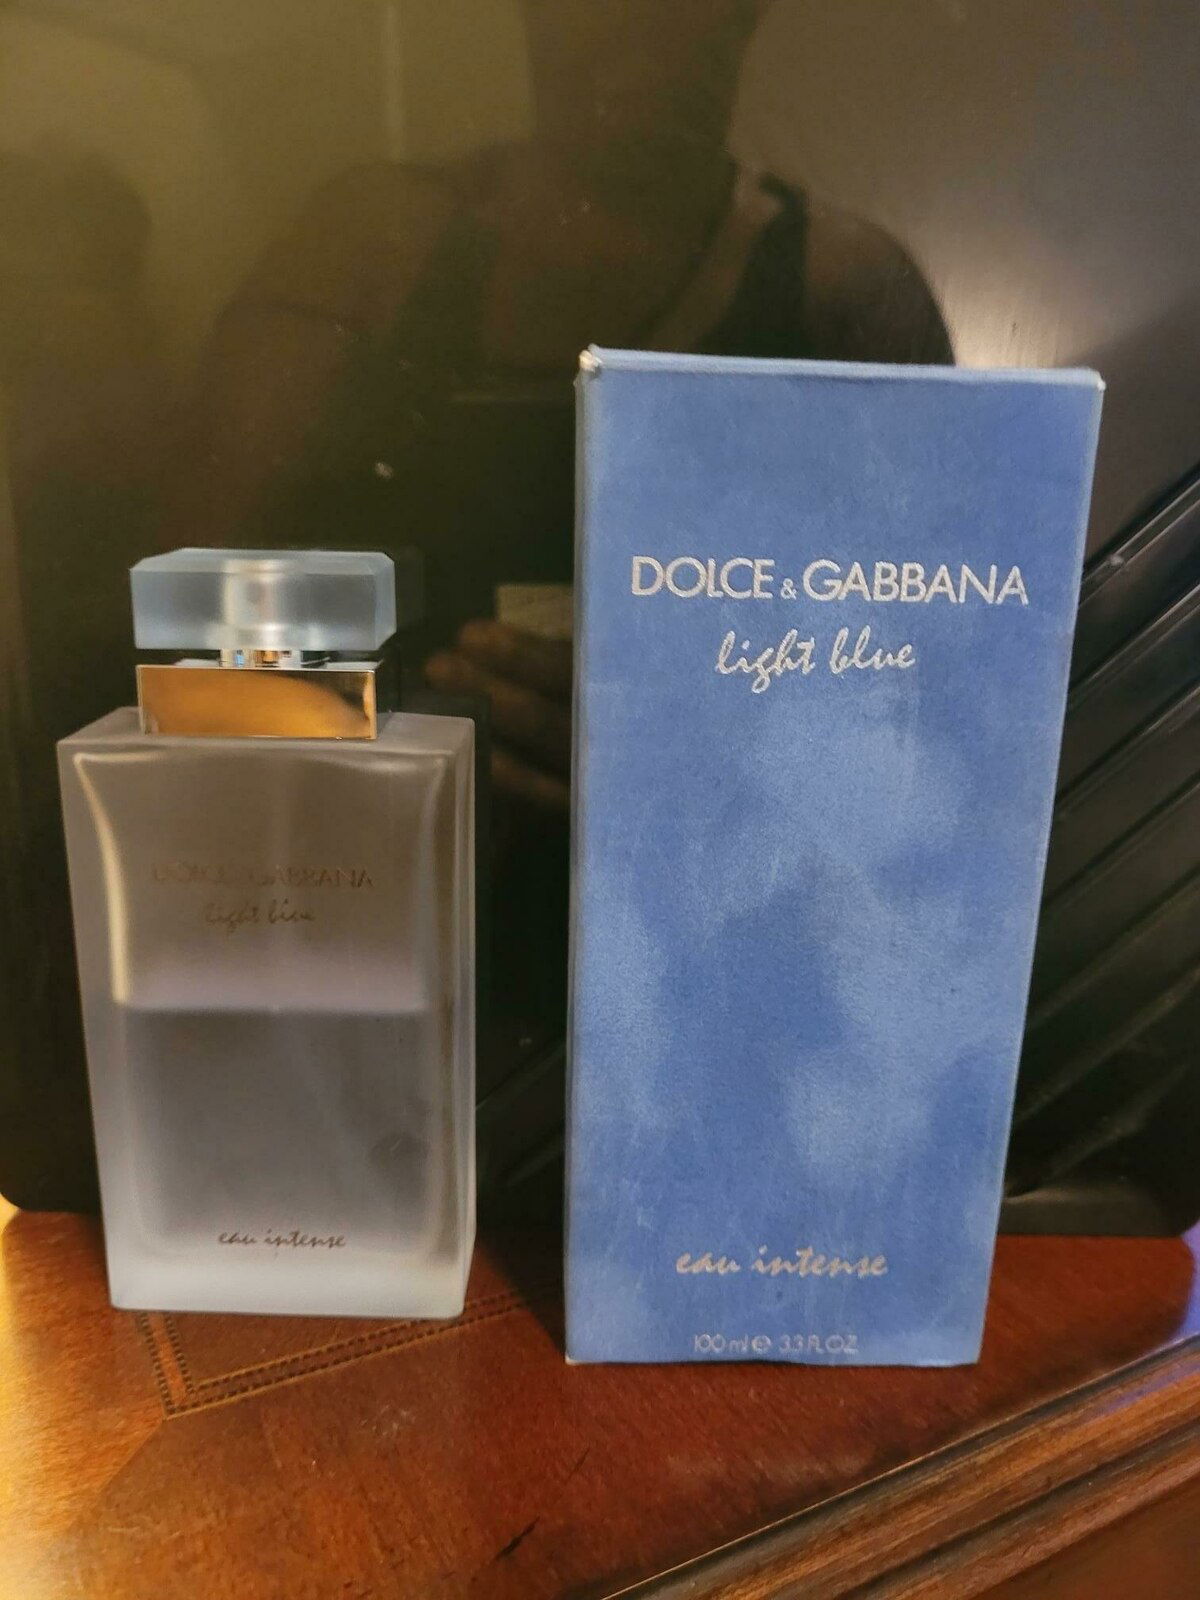 DOLCE & GABBANA
light blue
eau intense
DOLCE & GABBANA
light blue
eau intense
100 ml ℮ 3.3 FL.OZ.